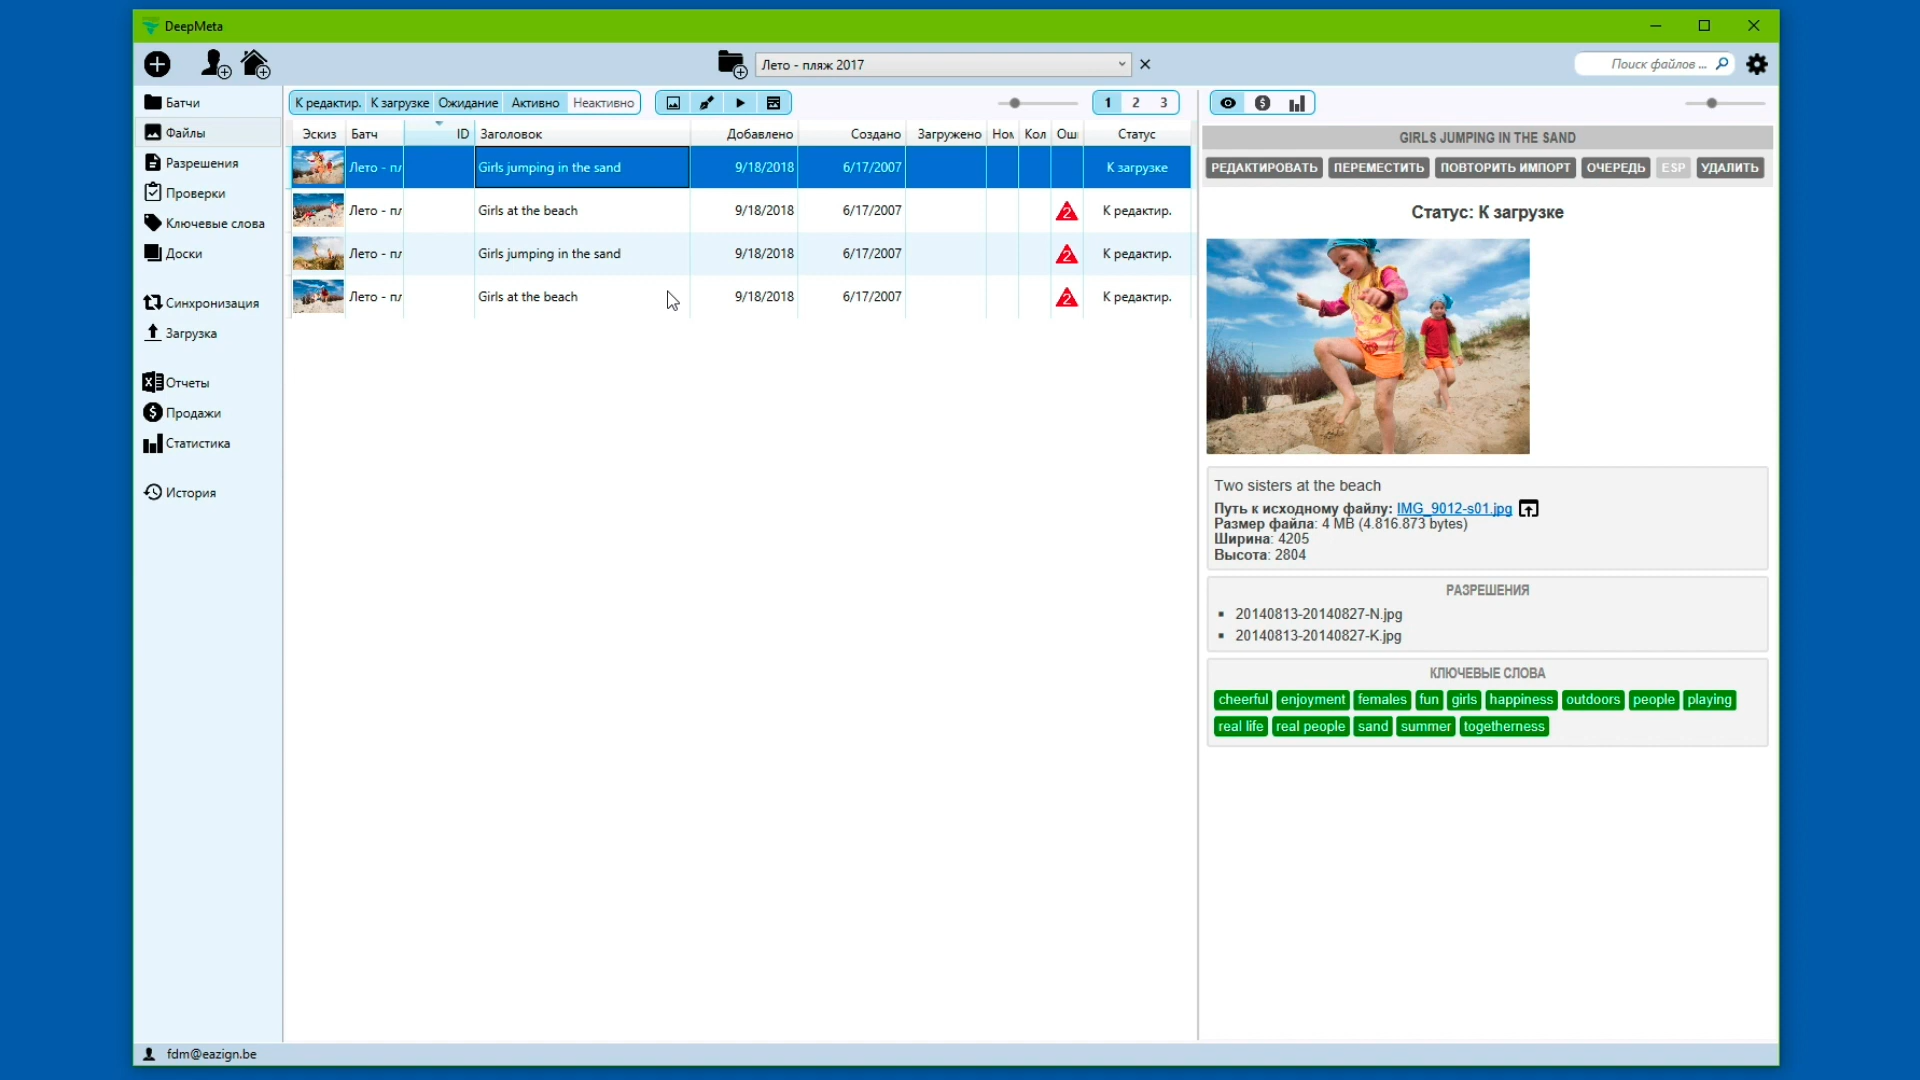 DeepMeta
Лето - пляж 2017
Поиск файлов ...
Батчи
Файлы
Разрешения
Проверки
Ключевые слова
Доски
Синхронизация
Загрузка
Отчеты
Продажи
Статистика
История
К редактир. К загрузке Ожидание Активно Неактивно
1 2 3
Эскиз Батч ID Заголовок Добавлено Создано Загружено Ном Кол Ош Статус
Лето - пл Girls jumping in the sand 9/18/2018 6/17/2007 К загрузке
Лето - пл Girls at the beach 9/18/2018 6/17/2007 2 К редактир.
Лето - пл Girls jumping in the sand 9/18/2018 6/17/2007 2 К редактир.
Лето - пл Girls at the beach 9/18/2018 6/17/2007 2 К редактир.
GIRLS JUMPING IN THE SAND
РЕДАКТИРОВАТЬ ПЕРЕМЕСТИТЬ ПОВТОРИТЬ ИМПОРТ ОЧЕРЕДЬ ESP УДАЛИТЬ
Статус: К загрузке
Two sisters at the beach
Путь к исходному файлу: IMG_9012-s01.jpg
Размер файла: 4 MB (4.816.873 bytes)
Ширина: 4205
Высота: 2804
РАЗРЕШЕНИЯ
20140813-20140827-N.jpg
20140813-20140827-K.jpg
КЛЮЧЕВЫЕ СЛОВА
cheerful enjoyment females fun girls happiness outdoors people playing
real life real people sand summer togetherness
fdm@eazign.be